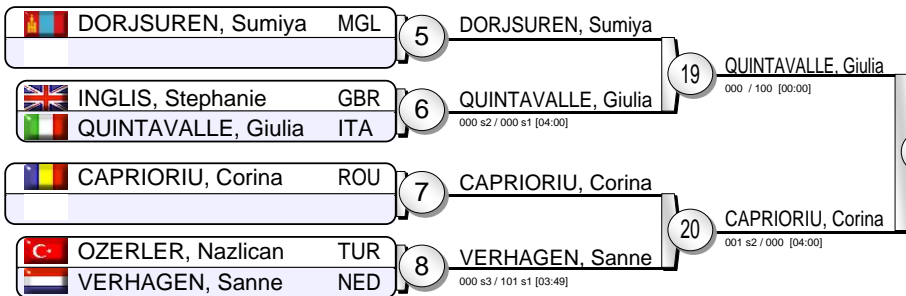 DORJSUREN, Sumiya MGL
5
DORJSUREN, Sumiya
19
QUINTAVALLE, Giulia
000 / 100 [00:00]
INGLIS, Stephanie GBR
QUINTAVALLE, Giulia ITA
6
QUINTAVALLE, Giulia
000 s2 / 000 s1 [04:00]
CAPRIORIU, Corina ROU
7
CAPRIORIU, Corina
20
CAPRIORIU, Corina
001 s2 / 000 [04:00]
OZERLER, Nazlican TUR
VERHAGEN, Sanne NED
8
VERHAGEN, Sanne
000 s3 / 101 s1 [03:49]